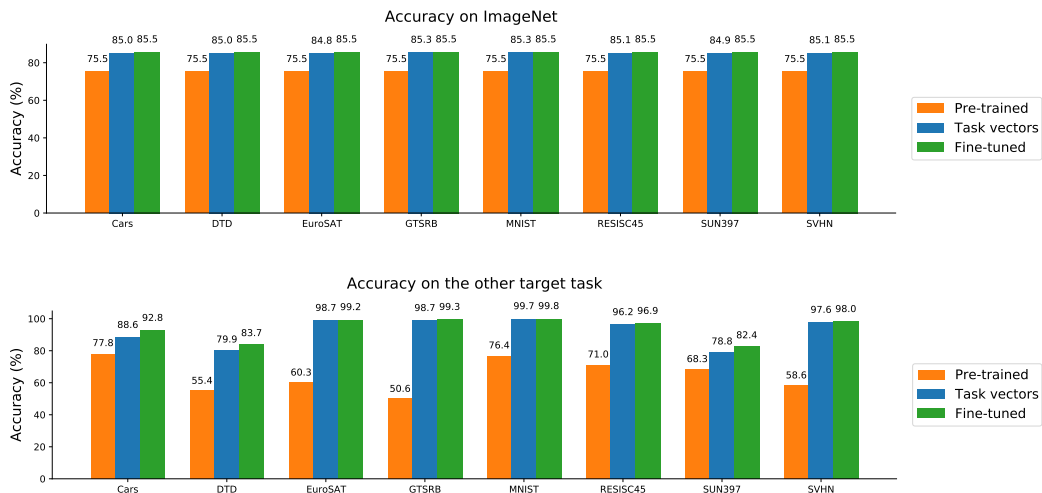 Accuracy on ImageNet
85.0 85.5 85.0 85.5 84.8 85.5 85.3 85.5 85.3 85.5 85.1 85.5 84.9 85.5 85.1 85.5
75.5 75.5 75.5 75.5 75.5 75.5 75.5 75.5
Accuracy (%)
80
60
40
20
0
Cars DTD EuroSAT GTSRB MNIST RESISC45 SUN397 SVHN
Pre-trained
Task vectors
Fine-tuned
Accuracy on the other target task
77.8 88.6 92.8 55.4 79.9 83.7 60.3 98.7 99.2 50.6 98.7 99.3 76.4 99.7 99.8 71.0 96.2 96.9 68.3 78.8 82.4 58.6 97.6 98.0
Accuracy (%)
100
80
60
40
20
0
Cars DTD EuroSAT GTSRB MNIST RESISC45 SUN397 SVHN
Pre-trained
Task vectors
Fine-tuned